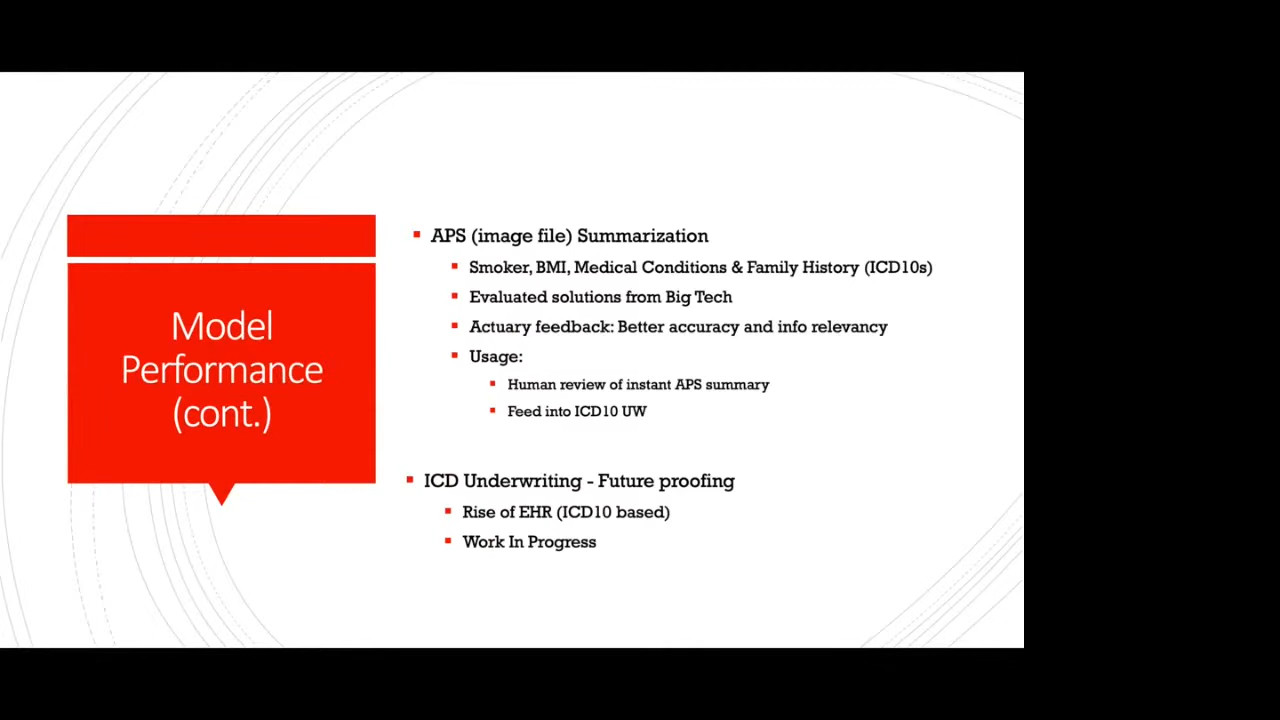 Model
Performance
(cont.)
APS (image file) Summarization
Smoker, BMI, Medical Conditions & Family History (ICD10s)
Evaluated solutions from Big Tech
Actuary feedback: Better accuracy and info relevancy
Usage:
Human review of instant APS summary
Feed into ICD10 UW
ICD Underwriting - Future proofing
Rise of EHR (ICD10 based)
Work In Progress